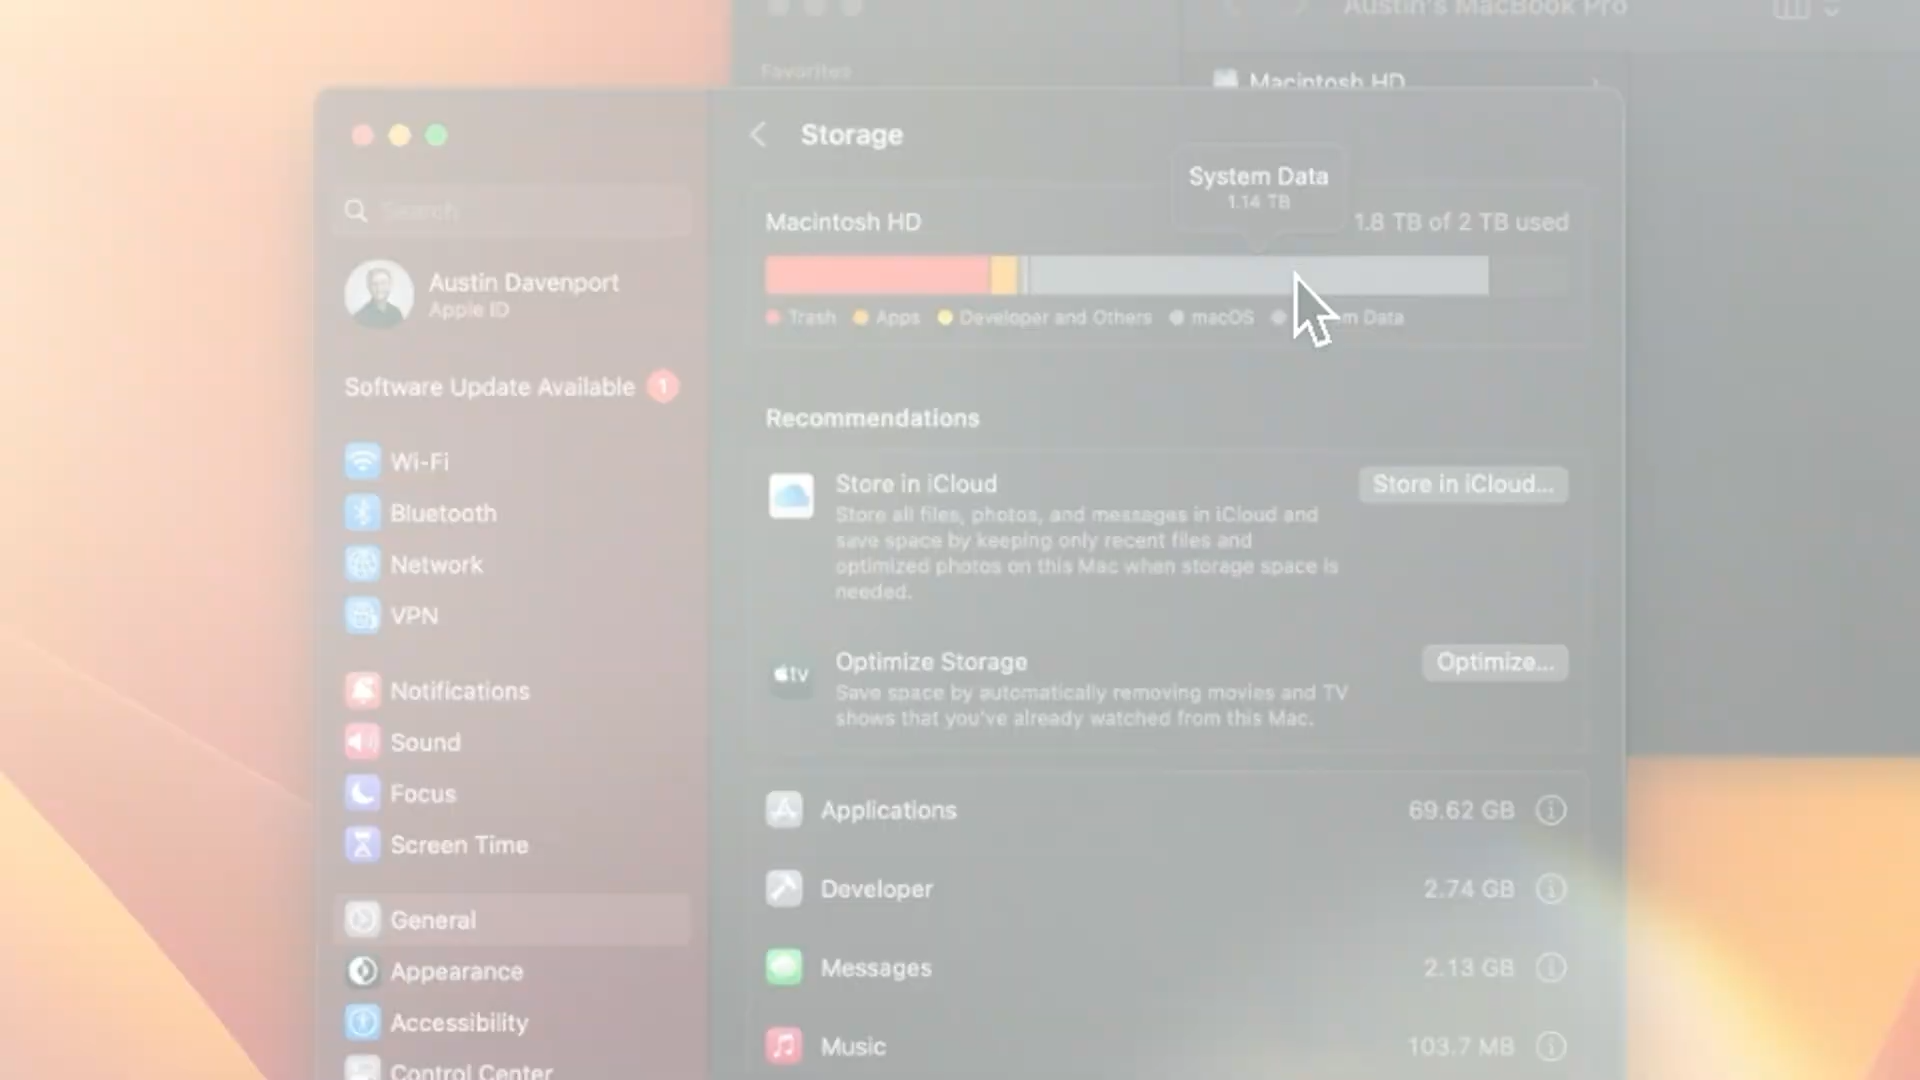 Austin's MacBook Pro
Favorites
Macintosh HD
Storage
System Data
1.14 TB
Search
Macintosh HD
1.8 TB of 2 TB used
Austin Davenport
Apple ID
Trash
Apps
Developer and Others
macOS
m Data
Software Update Available
1
Recommendations
Wi-Fi
Bluetooth
Network
VPN
Store in iCloud
Store in iCloud...
Store all files, photos, and messages in iCloud and
save space by keeping only recent files and
optimized photos on this Mac when storage space is
needed.
Optimize Storage
Optimize...
tv
Save space by automatically removing movies and TV
shows that you've already watched from this Mac.
Notifications
Sound
Focus
Screen Time
General
Appearance
Accessibility
Control Center
Applications
69.62 GB
Developer
2.74 GB
Messages
2.13 GB
Music
103.7 MB